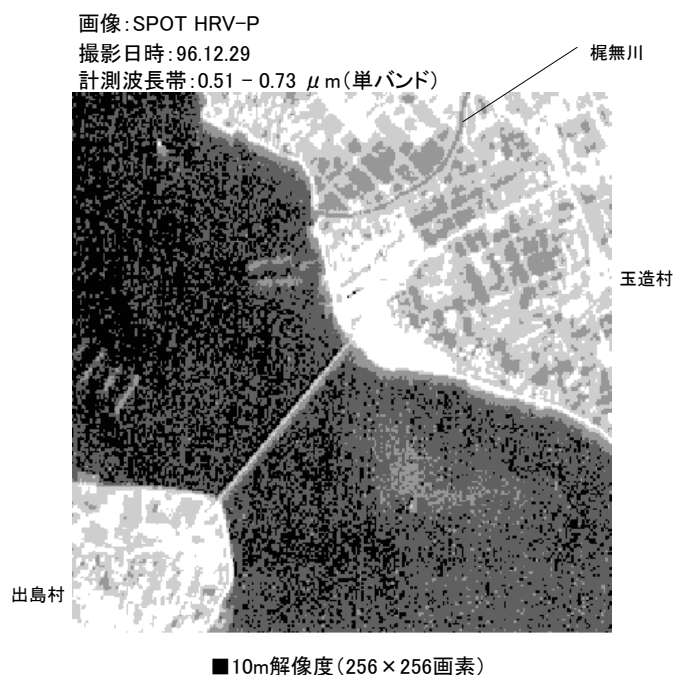 画像:SPOT HRV-P
撮影日時:96.12.29
計測波長帯:0.51 - 0.73 μm(単バンド)
梶無川
玉造村
出島村
■10m解像度(256×256画素)